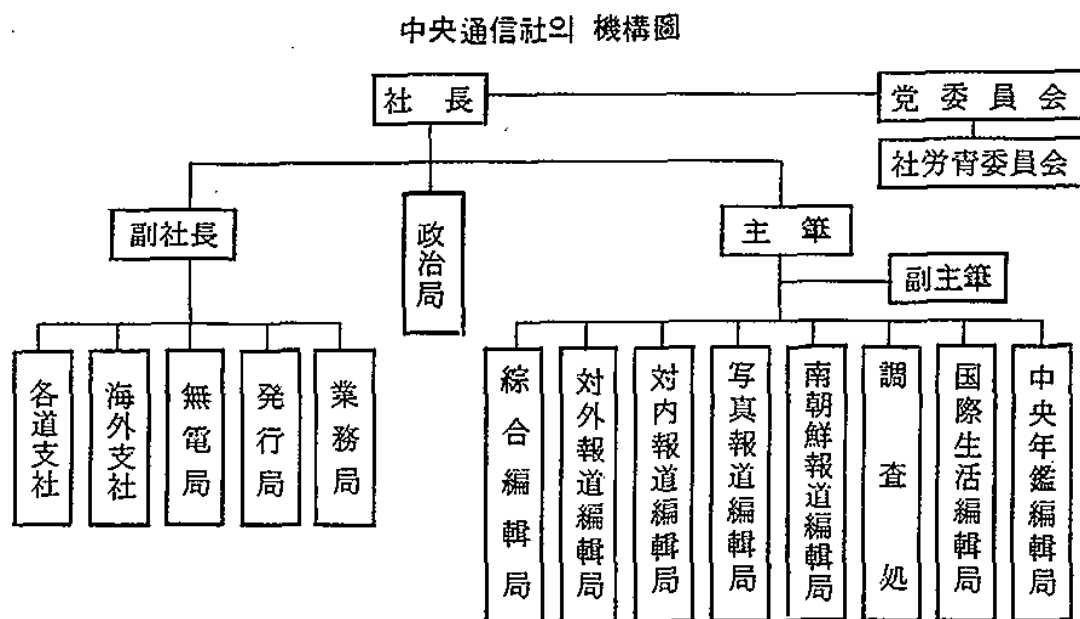 中央通信社의 機構圖
社長
党委員会
社労靑委員会
副社長
政治局
主筆
副主筆
各道支社
海外支社
無電局
発行局
業務局
綜合編輯局
対外報道編輯局
対内報道編輯局
写真報道編輯局
南朝鮮報道編輯局
調査処
国際生活編輯局
中央年鑑編輯局